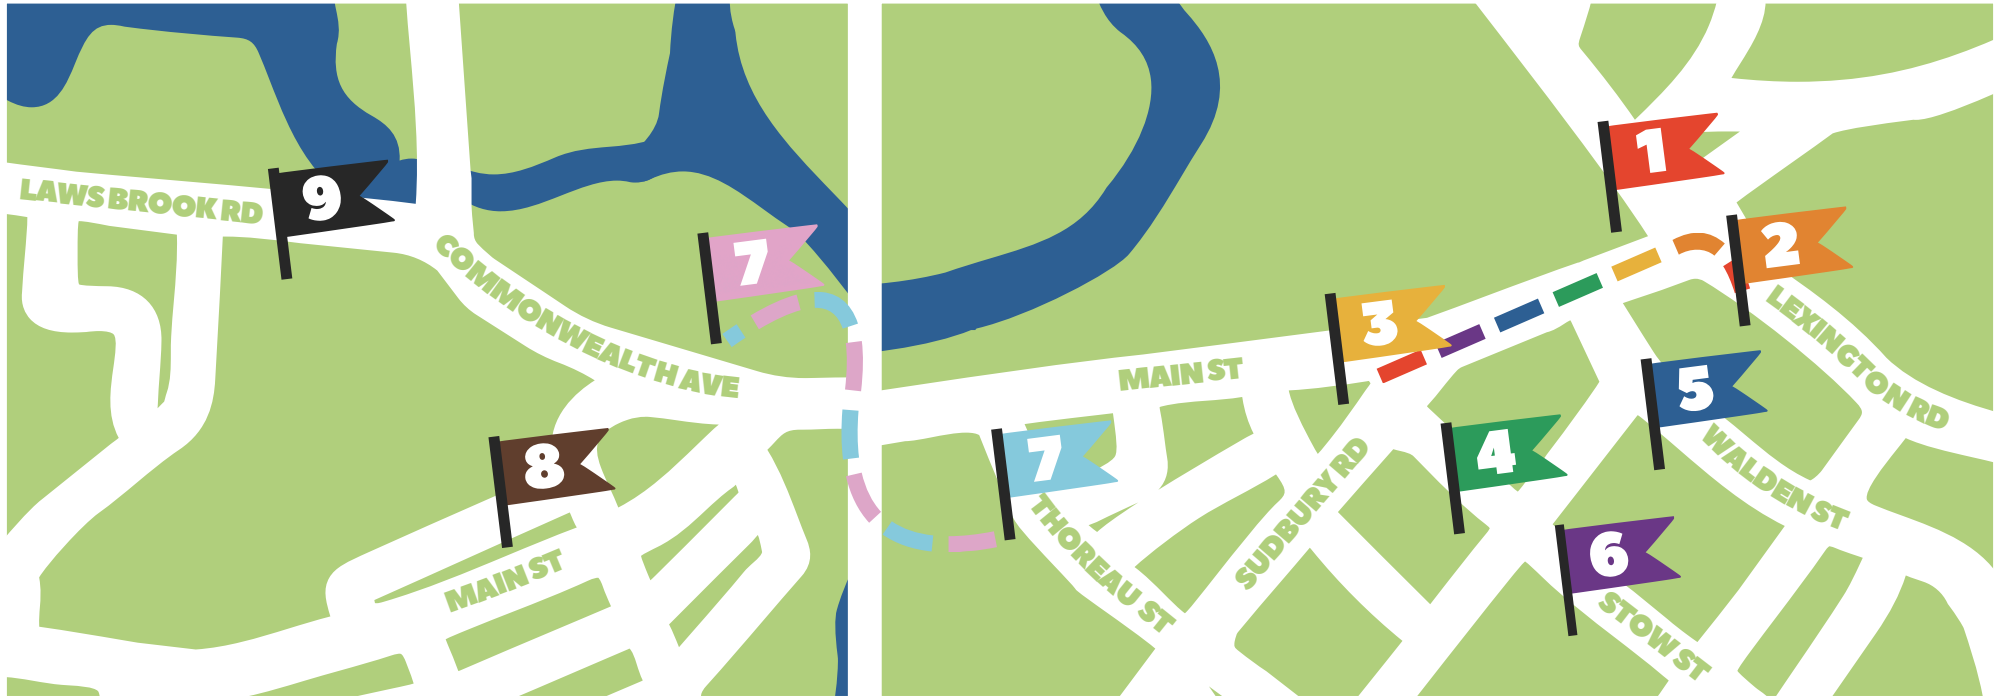 LAWS BROOK RD
9
COMMONWEALTH AVE
7
8
MAIN ST
1
2
3
MAIN ST
LEXINGTON RD
5
4
7
WALDEN ST
SUDBURY RD
THOREAU ST
6
STOW ST